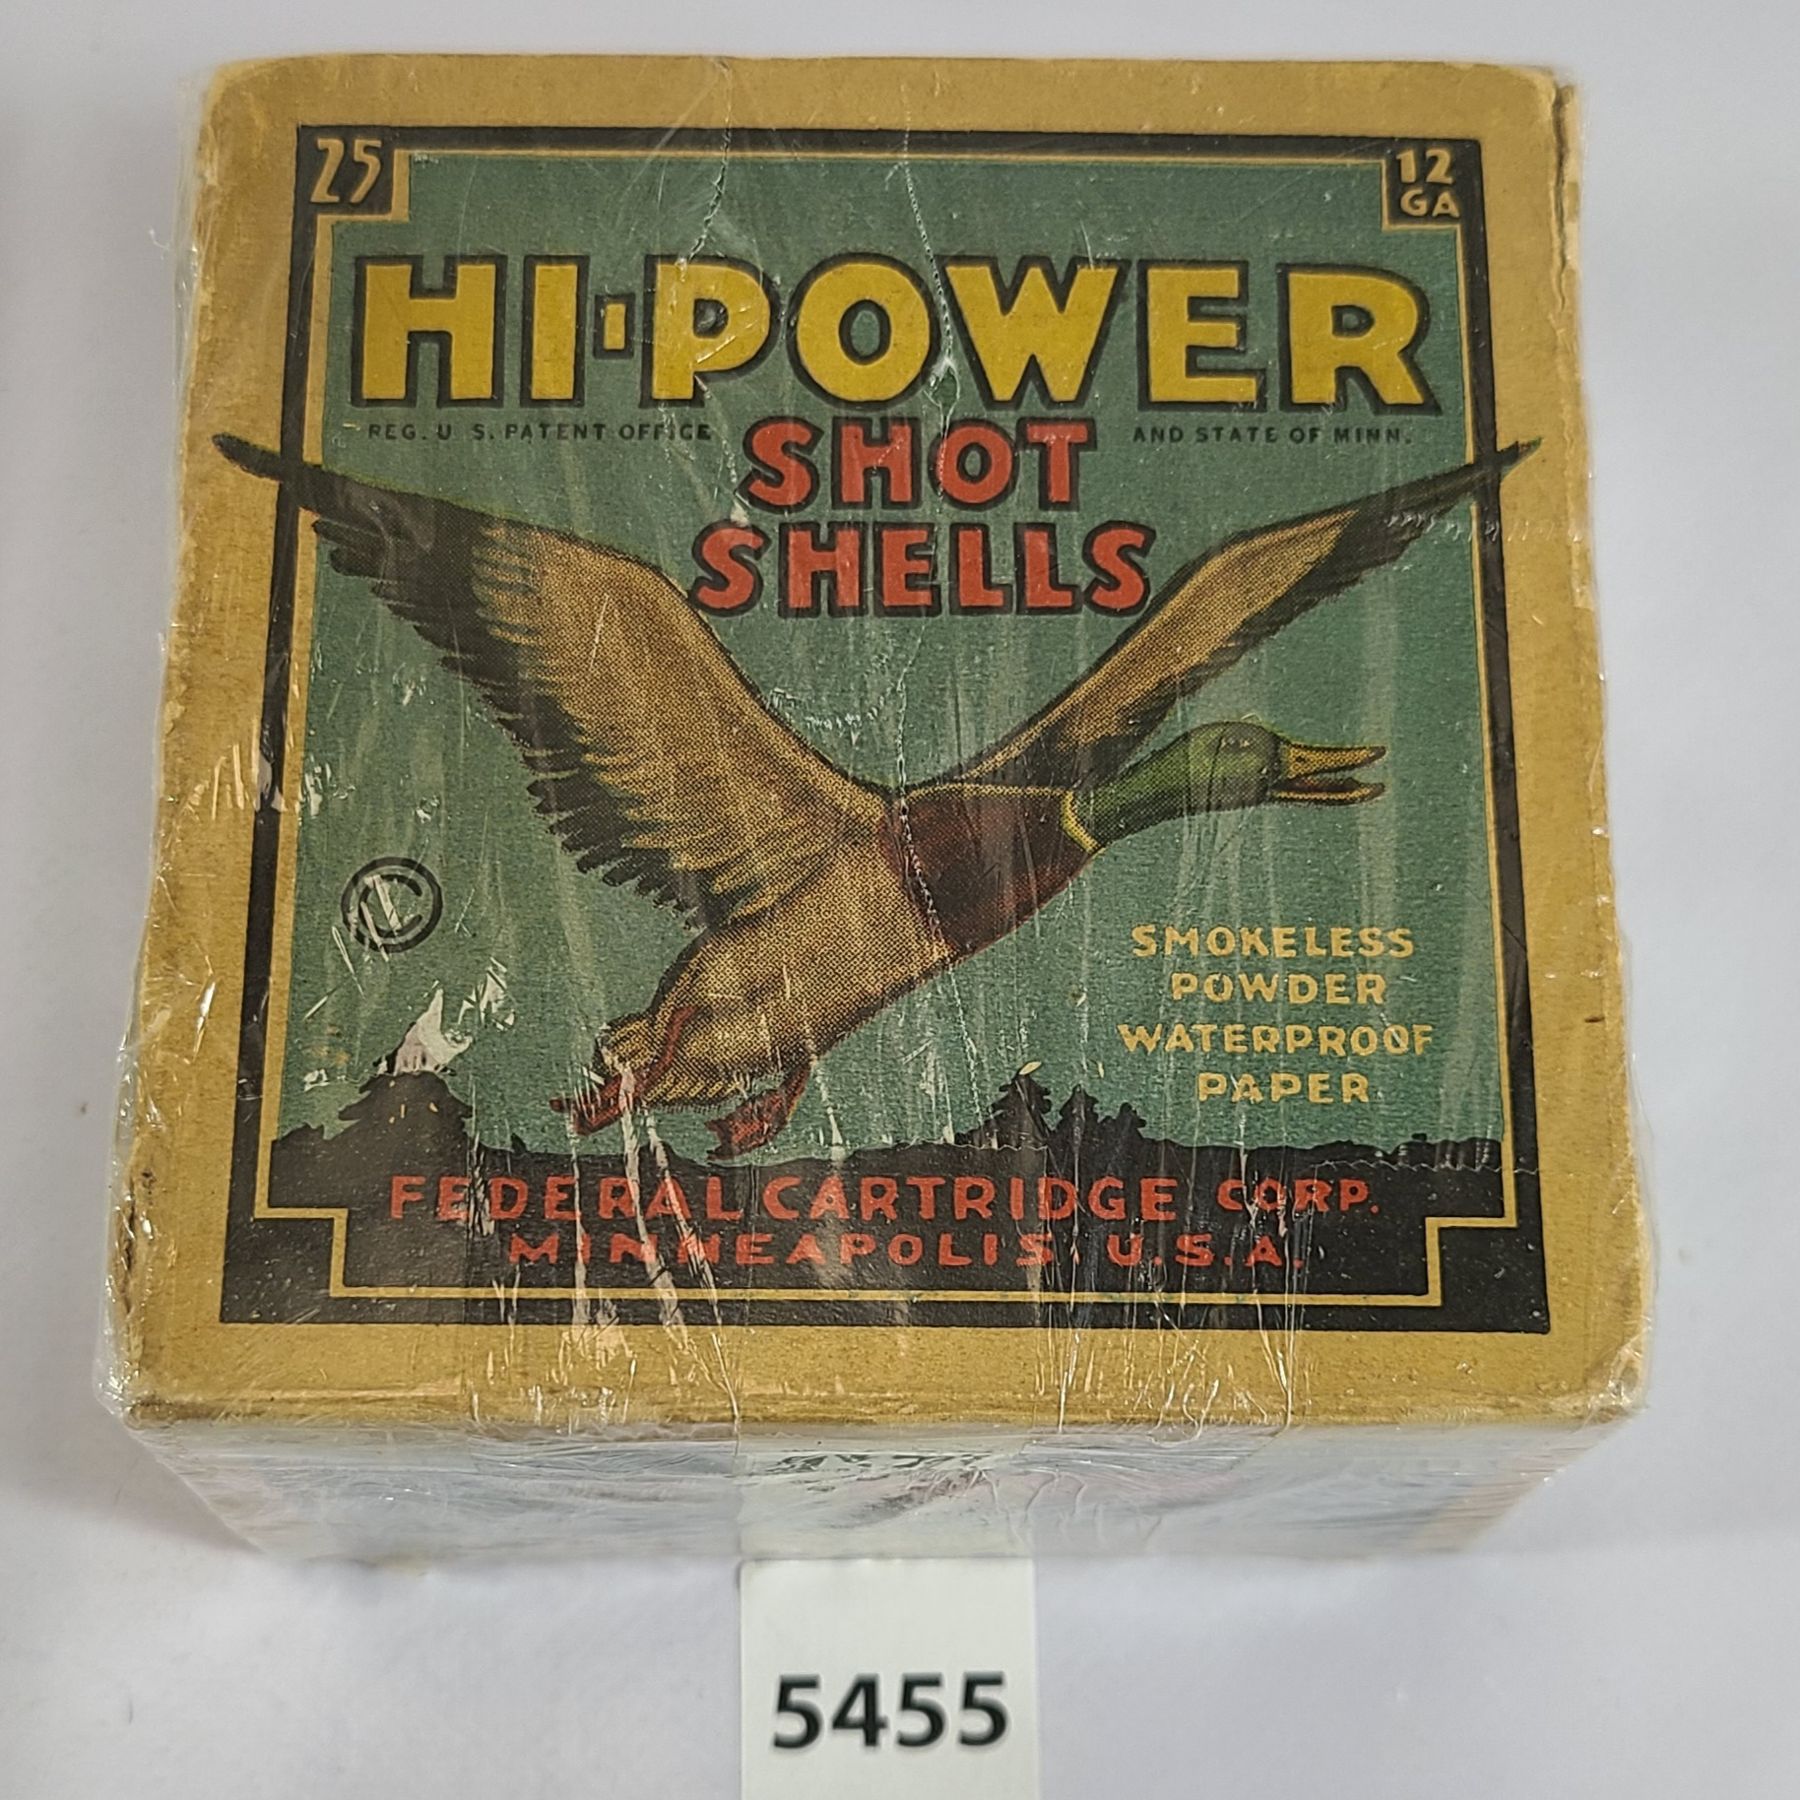 25
12
GA
HI-POWER
REG. U.S. PATENT OFFICE
SHOT
AND STATE OF MINN.
SHELLS
SMOKELESS
POWDER
WATERPROOF
PAPER
FEDERAL CARTRIDGE CORP.
MINNEAPOLIS, U.S.A.
5455